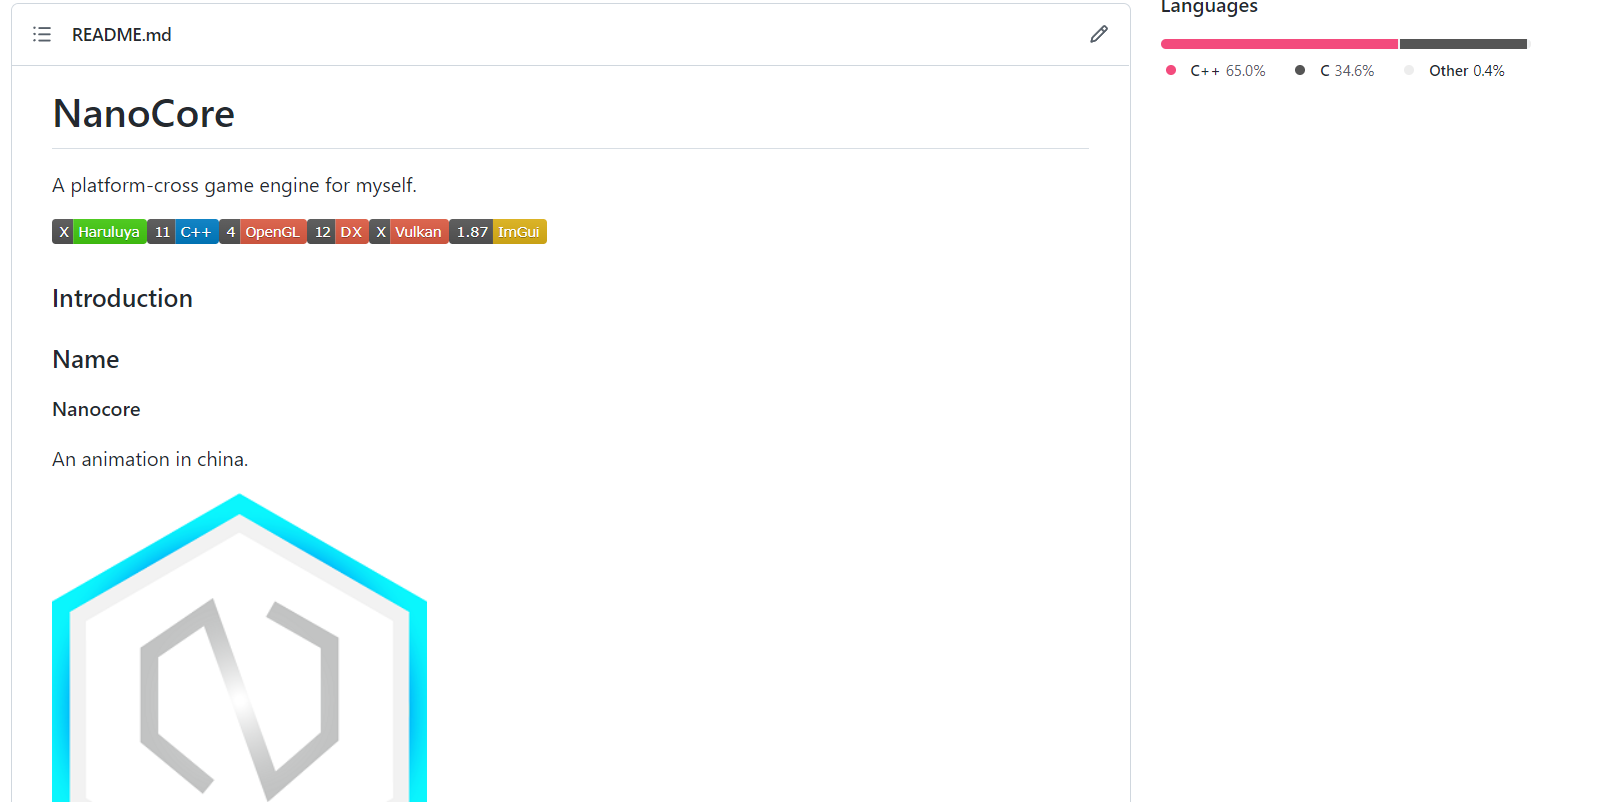 README.md
NanoCore
A platform-cross game engine for myself.
X Haruluya 11 C++ 4 OpenGL 12 DX X Vulkan 1.87 ImGui
Introduction
Name
Nanocore
An animation in china.
Languages
C++ 65.0% C 34.6% Other 0.4%